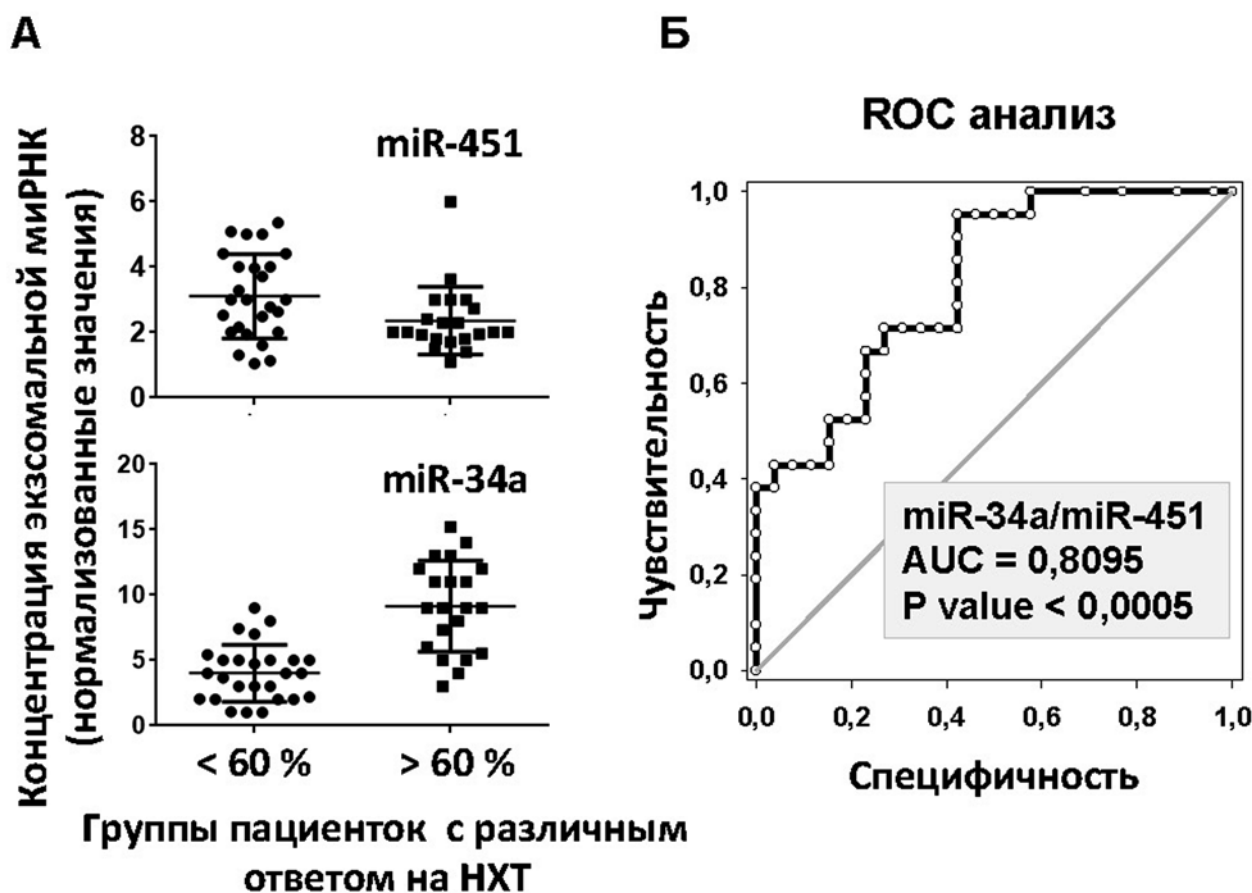 А
Концентрация экзсомальной миРНК
(нормализованные значения)
8
6
4
2
0
miR-451
20
15
10
5
0
miR-34a
< 60 %
> 60 %
Группы пациенток с различным
ответом на НХТ
Б
ROC анализ
Чувствительность
1,0
0,8
0,6
0,4
0,2
0,0
miR-34a/miR-451
AUC = 0,8095
P value < 0,0005
0,0
0,2
0,4
0,6
0,8
1,0
Специфичность